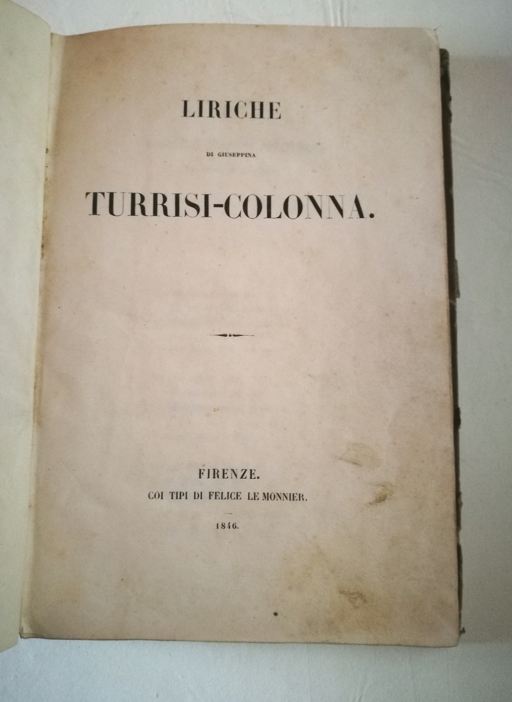 LIRICHE
DI GIUSEPPINA
TURRISI-COLONNA.
FIRENZE.
COI TIPI DI FELICE LE MONNIER.
1846.